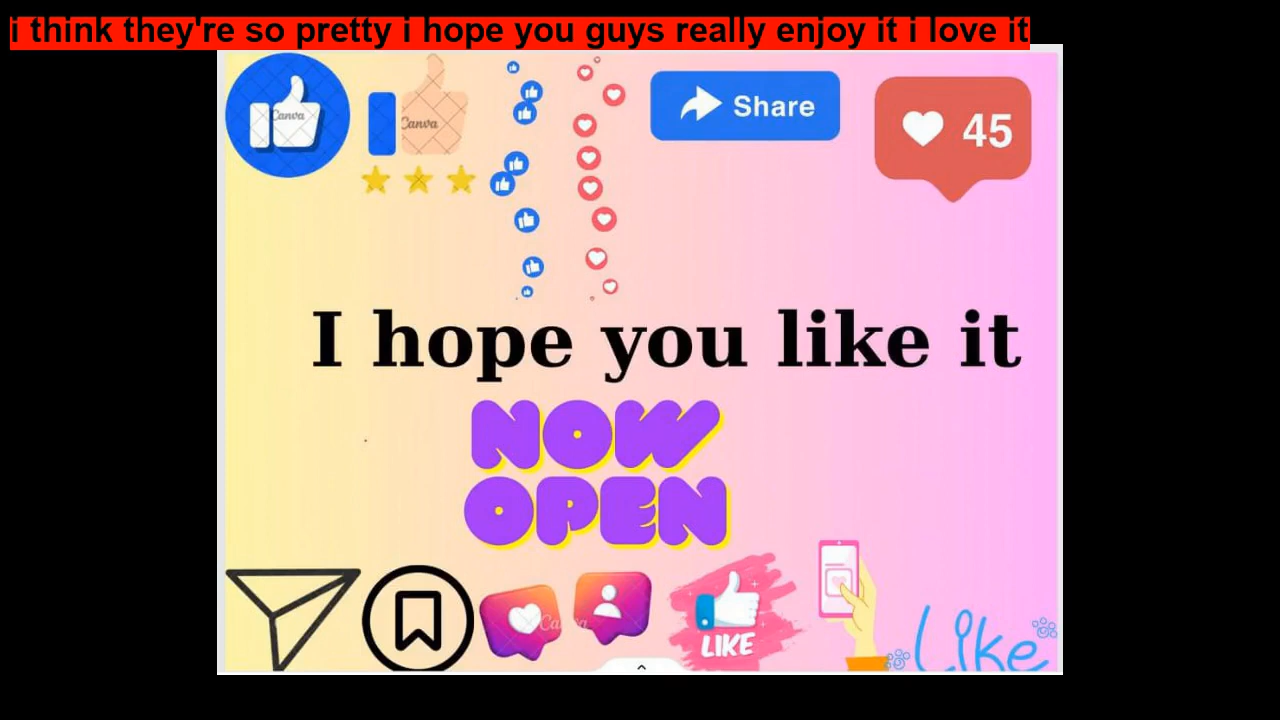 i think they're so pretty i hope you guys really enjoy it i love it
Canva
Canva
Share
45
I hope you like it
NOW
OPEN
Canva
LIKE
Like